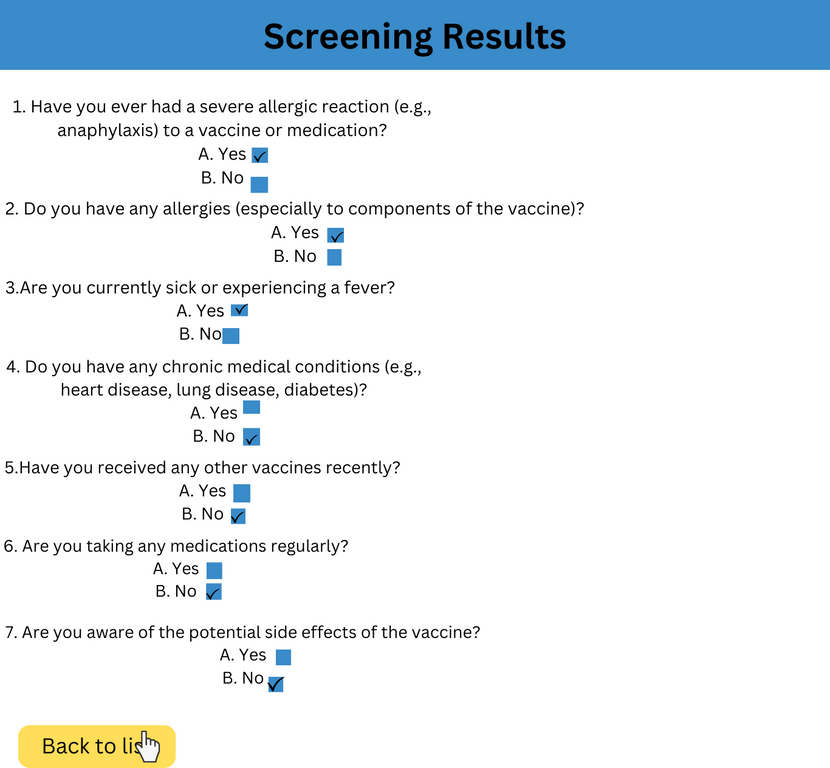 Screening Results
1. Have you ever had a severe allergic reaction (e.g.,
anaphylaxis) to a vaccine or medication?
A. Yes ✓
B. No
2. Do you have any allergies (especially to components of the vaccine)?
A. Yes ✓
B. No
3.Are you currently sick or experiencing a fever?
A. Yes ✓
B. No
4. Do you have any chronic medical conditions (e.g.,
heart disease, lung disease, diabetes)?
A. Yes
B. No ✓
5.Have you received any other vaccines recently?
A. Yes
B. No ✓
6. Are you taking any medications regularly?
A. Yes
B. No ✓
7. Are you aware of the potential side effects of the vaccine?
A. Yes
B. No ✓
Back to